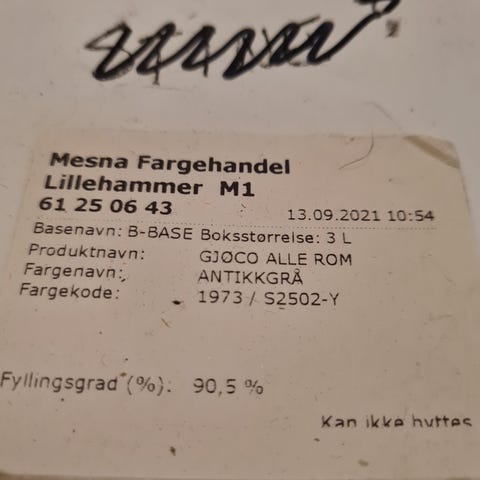 Mesna Fargehandel
Lillehammer M1
61 25 06 43 13.09.2021 10:54
Basenavn: B-BASE Boksstørrelse: 3 L
Produktnavn: GJØCO ALLE ROM
Fargenavn: ANTIKKGRÅ
Fargekode: 1973 / S2502-Y
Fyllingsgrad (%): 90,5 %
Kan ikke byttes